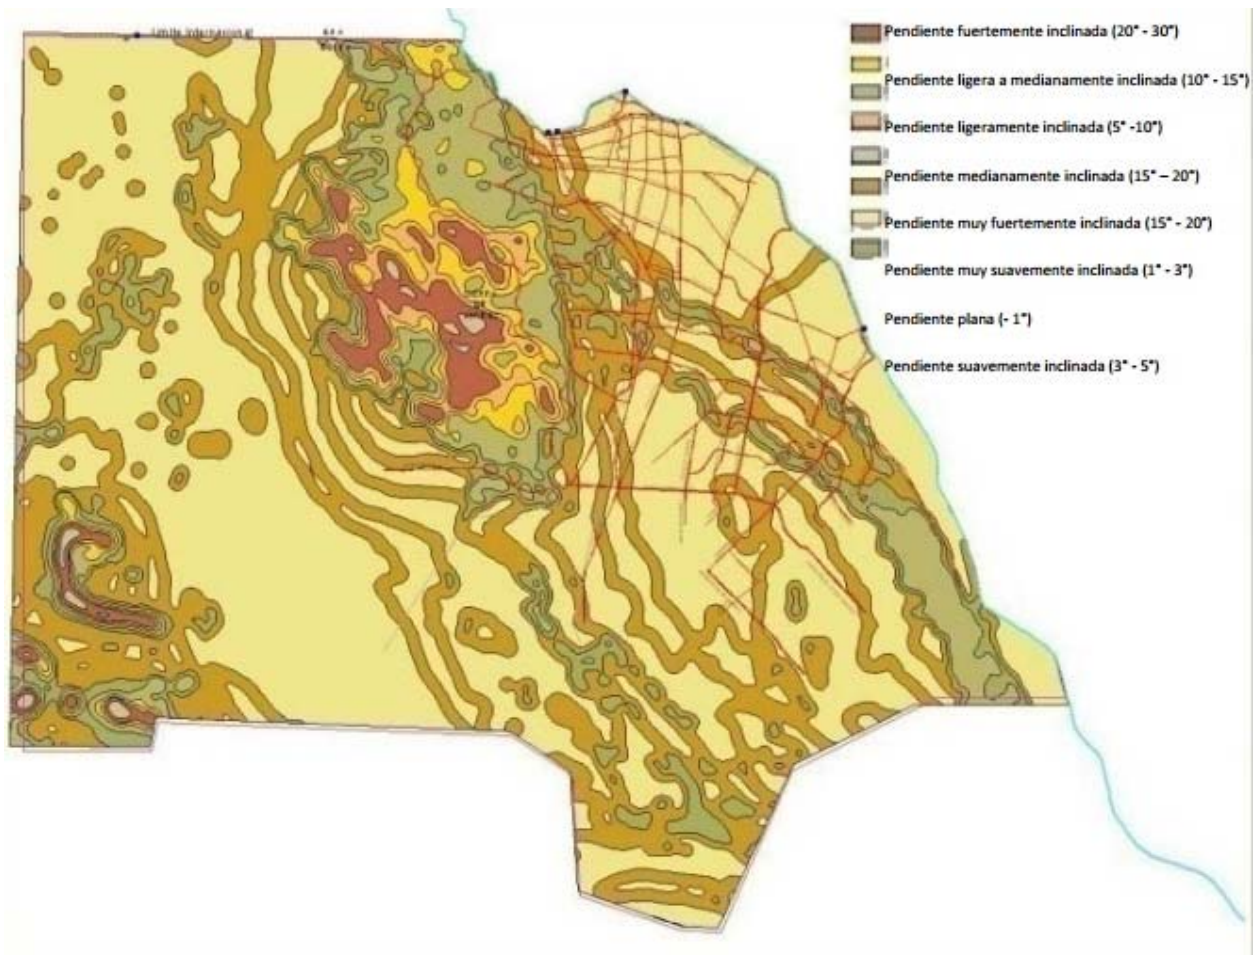 Limite Internacional
Pendiente fuertemente inclinada (20° - 30°)
Pendiente ligera a medianamente inclinada (10° - 15°)
Pendiente ligeramente inclinada (5° -10°)
Pendiente medianamente inclinada (15° – 20°)
Pendiente muy fuertemente inclinada (15° - 20°)
Pendiente muy suavemente inclinada (1° - 3°)
Pendiente plana (- 1°)
Pendiente suavemente inclinada (3° - 5°)